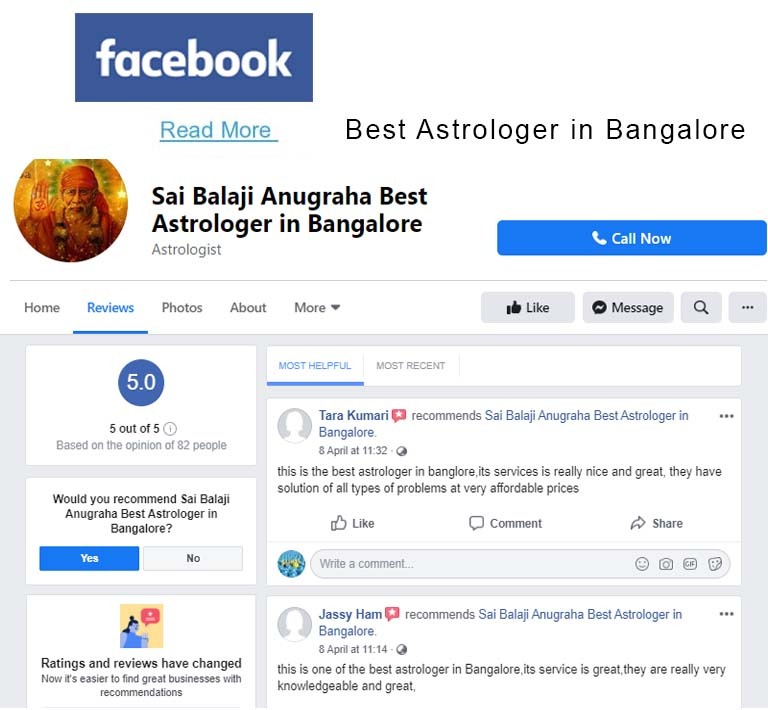 facebook
Read More
Best Astrologer in Bangalore
Sai Balaji Anugraha Best
Astrologer in Bangalore
Astrologist
Call Now
Home Reviews Photos About More
Like Message
5.0
5 out of 5
Based on the opinion of 82 people
Would you recommend Sai Balaji
Anugraha Best Astrologer in
Bangalore?
Yes No
Ratings and reviews have changed
Now it's easier to find great businesses with
recommendations
MOST HELPFUL MOST RECENT
Tara Kumari recommends Sai Balaji Anugraha Best Astrologer in
Bangalore.
8 April at 11:32 ·
this is the best astrologer in banglore,its services is really nice and great, they have
solution of all types of problems at very affordable prices
Like Comment Share
Write a comment...
GIF
Jassy Ham recommends Sai Balaji Anugraha Best Astrologer in
Bangalore.
8 April at 11:14 ·
this is one of the best astrologer in Bangalore,its service is great,they are really very
knowledgeable and great,